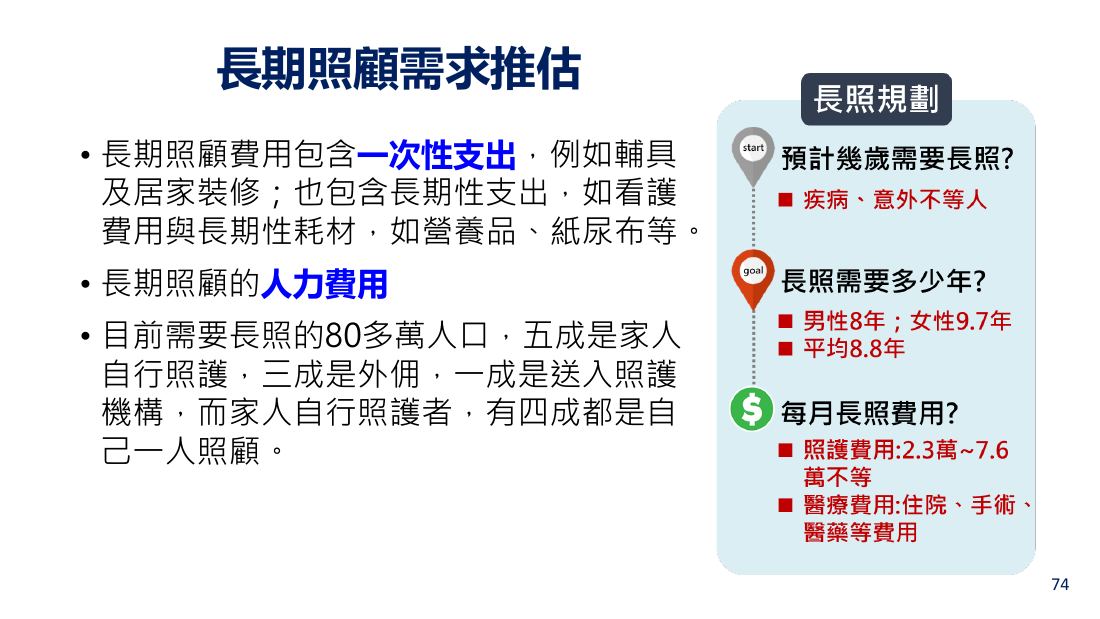 長期照顧需求推估
• 長期照顧費用包含一次性支出，例如輔具
及居家裝修；也包含長期性支出，如看護
費用與長期性耗材，如營養品、紙尿布等。
• 長期照顧的人力費用
• 目前需要長照的80多萬人口，五成是家人
自行照護，三成是外佣，一成是送入照護
機構，而家人自行照護者，有四成都是自
己一人照顧。
長照規劃
start
預計幾歲需要長照?
■ 疾病、意外不等人
goal
長照需要多少年?
■ 男性8年；女性9.7年
■ 平均8.8年
$
每月長照費用?
■ 照護費用:2.3萬~7.6
萬不等
■ 醫療費用:住院、手術、
醫藥等費用
74